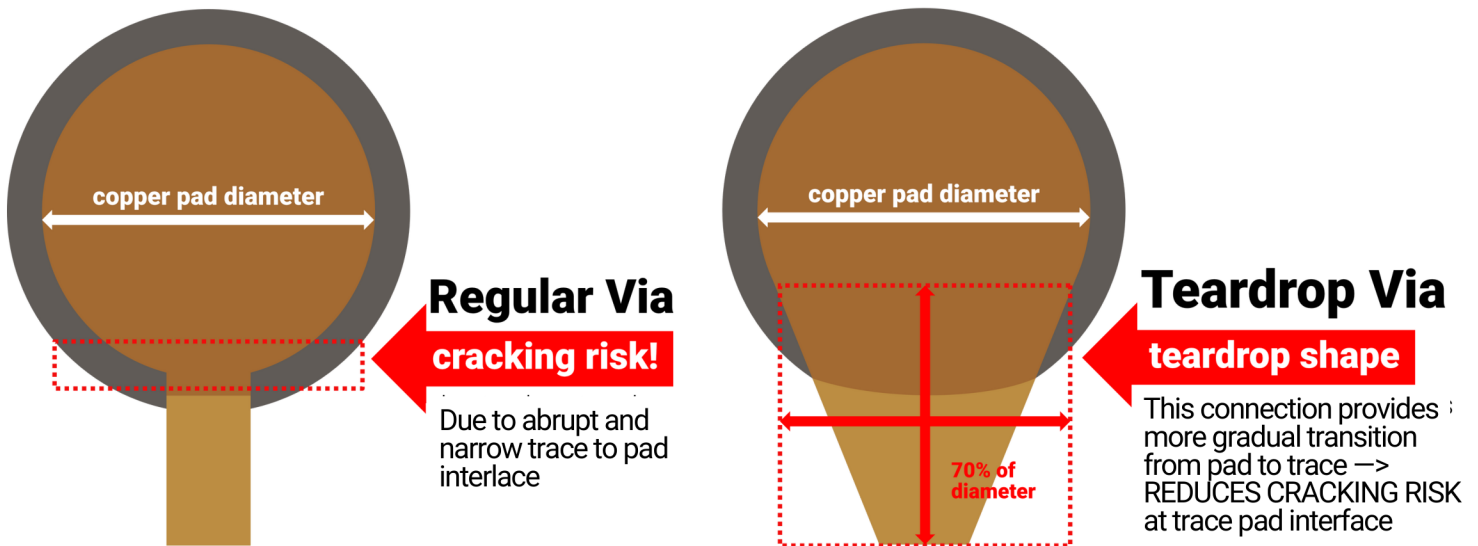 copper pad diameter
Regular Via
cracking risk!
Due to abrupt and
narrow trace to pad
interlace
copper pad diameter
70% of
diameter
Teardrop Via
teardrop shape
This connection provides
more gradual transition
from pad to trace —>
REDUCES CRACKING RISK
at trace pad interface